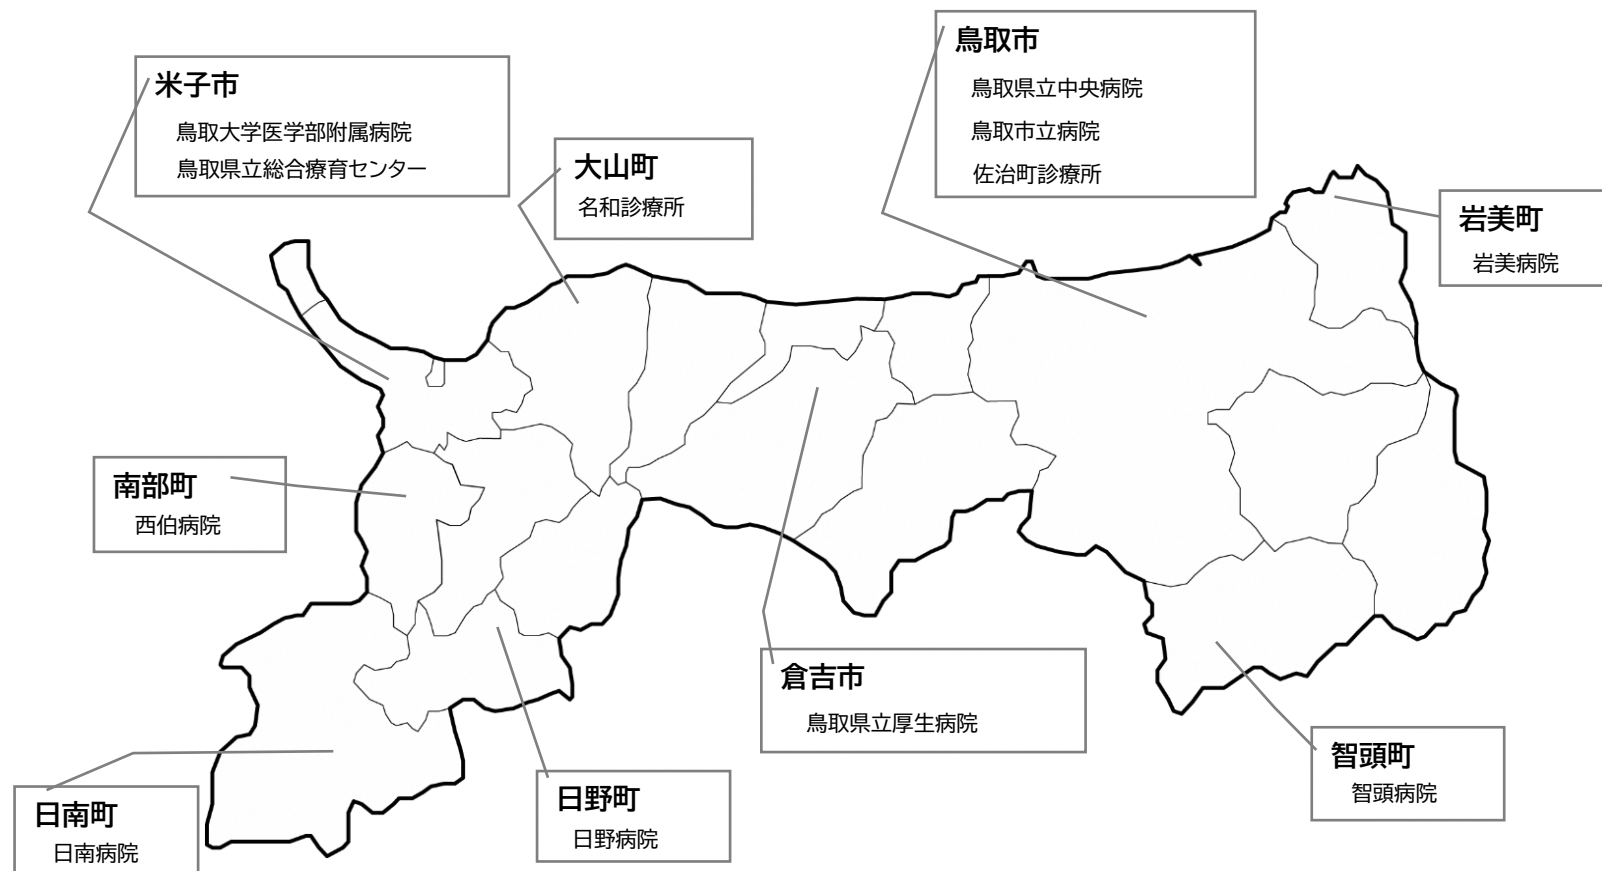 米子市
鳥取大学医学部附属病院
鳥取県立総合療育センター
大山町
名和診療所
鳥取市
鳥取県立中央病院
鳥取市立病院
佐治町診療所
岩美町
岩美病院
南部町
西伯病院
倉吉市
鳥取県立厚生病院
智頭町
智頭病院
日野町
日野病院
日南町
日南病院